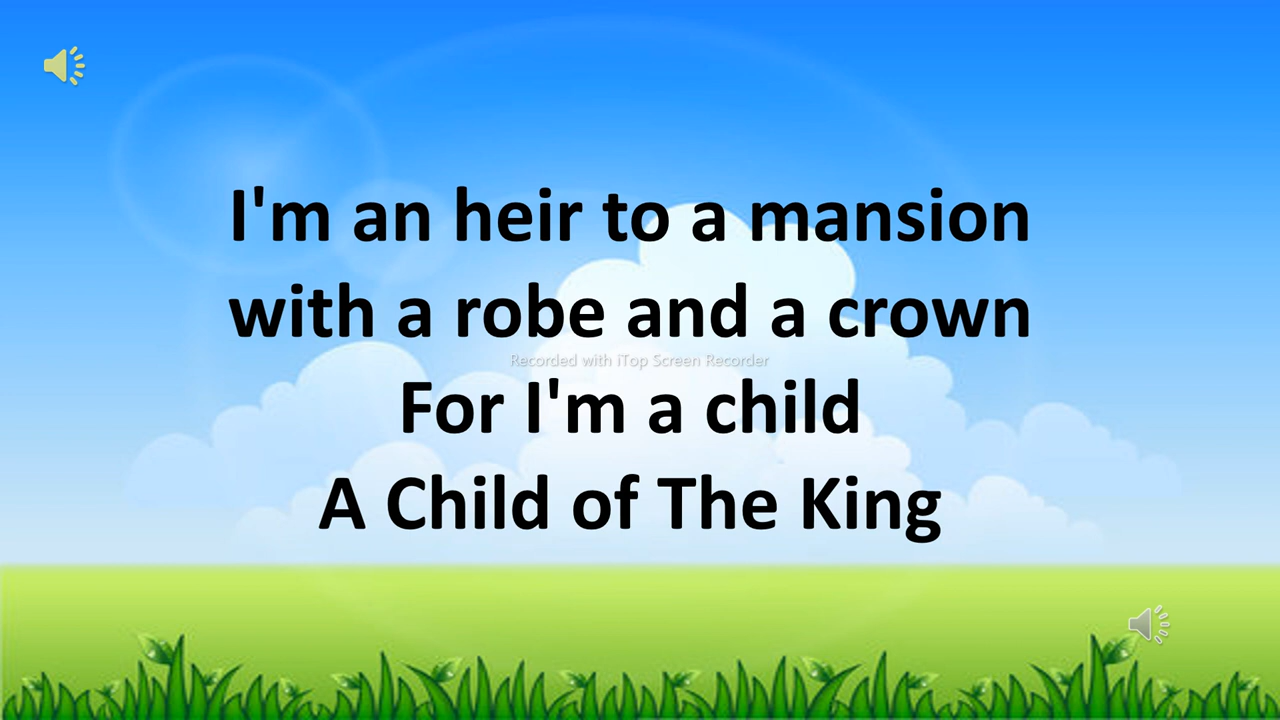 I'm an heir to a mansion
with a robe and a crown
Recorded with iTop Screen Recorder
For I'm a child
A Child of The King